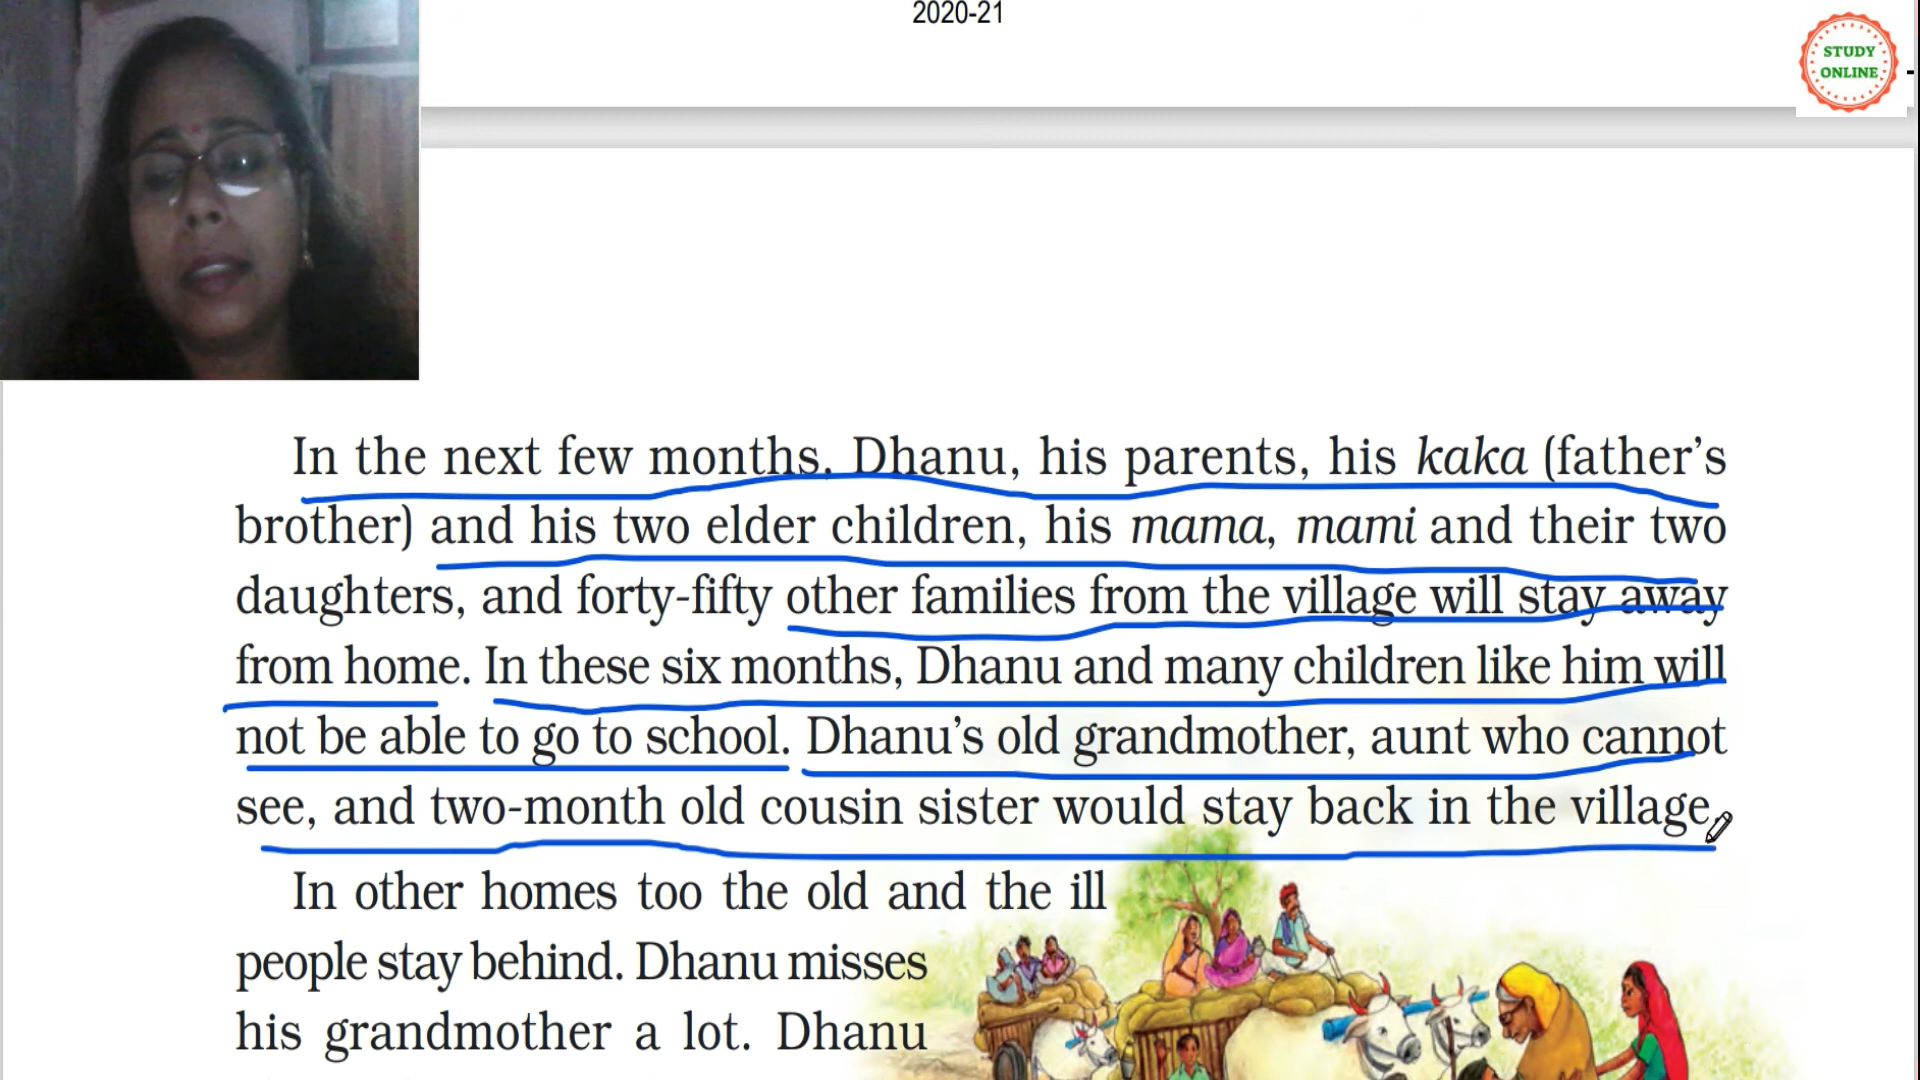 2020-21
STUDY
ONLINE
In the next few months, Dhanu, his parents, his kaka (father's
brother) and his two elder children, his mama, mami and their two
daughters, and forty-fifty other families from the village will stay away
from home. In these six months, Dhanu and many children like him will
not be able to go to school. Dhanu's old grandmother, aunt who cannot
see, and two-month old cousin sister would stay back in the village.
In other homes too the old and the ill
people stay behind. Dhanu misses
his grandmother a lot. Dhanu